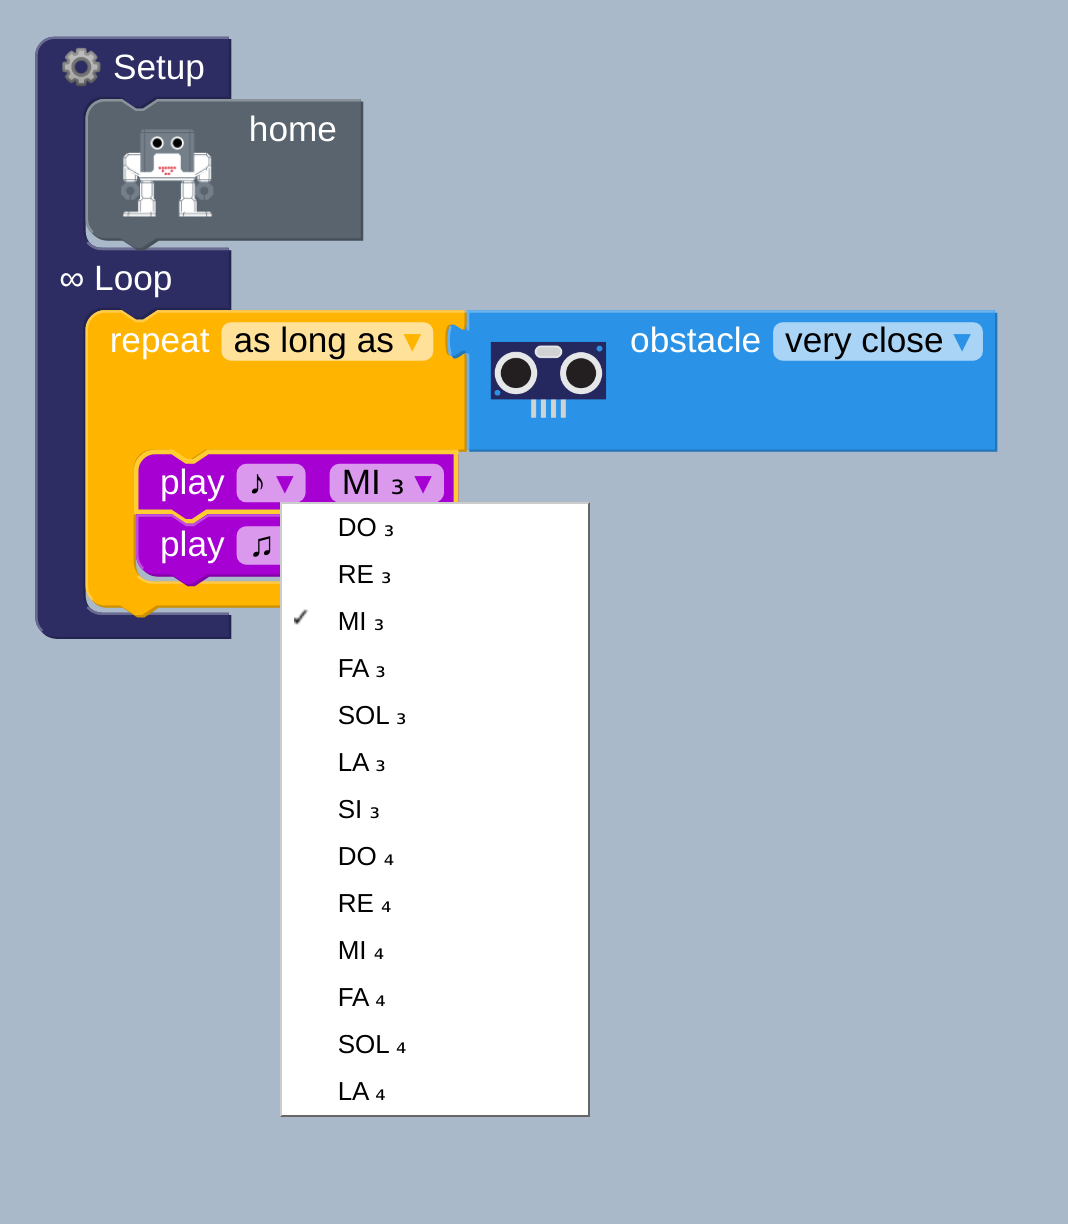 Setup
home
∞ Loop
repeat as long as ▼ obstacle very close ▼
play ♪ ▼ MI ₃ ▼
play ♫
DO ₃
RE ₃
✓ MI ₃
FA ₃
SOL ₃
LA ₃
SI ₃
DO ₄
RE ₄
MI ₄
FA ₄
SOL ₄
LA ₄